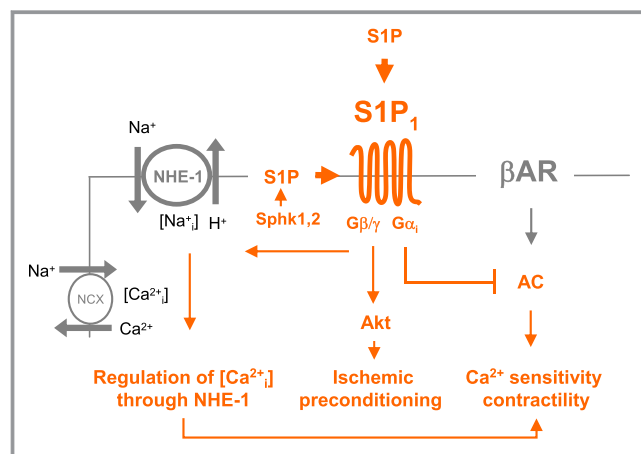 S1P
S1P₁
Na⁺
NHE-1
S1P
βAR
[Na⁺ᵢ] H⁺
Sphk1,2
Gβ/γ Gαᵢ
Na⁺
[Ca²⁺ᵢ]
NCX
AC
Ca²⁺
Akt
Regulation of [Ca²⁺ᵢ]
through NHE-1
Ischemic
preconditioning
Ca²⁺ sensitivity
contractility